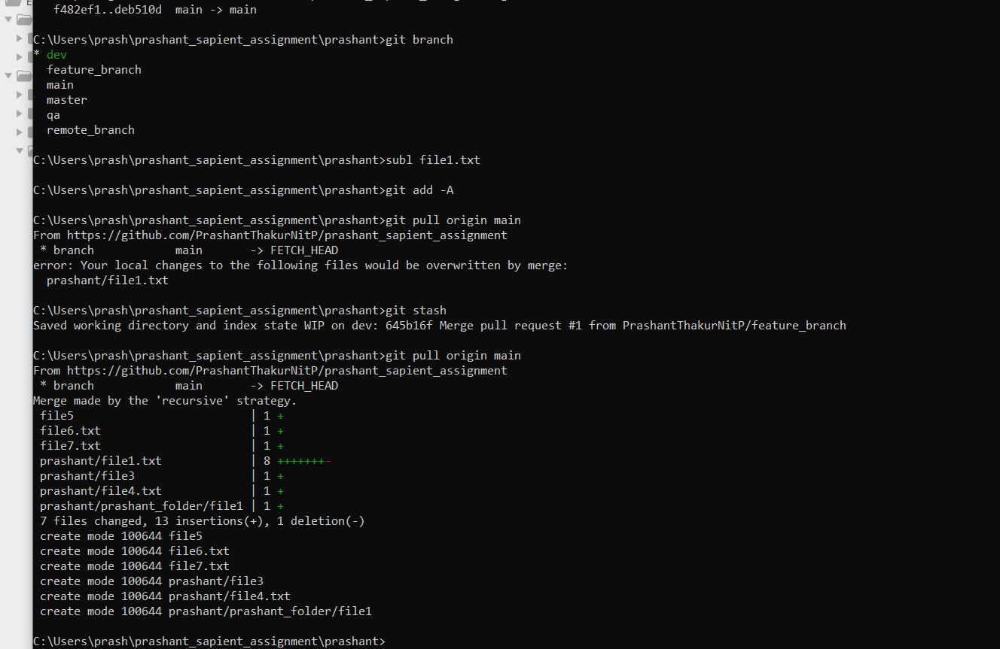 f482ef1..deb510d  main -> main
C:\Users\prash\prashant_sapient_assignment\prashant>git branch
* dev
  feature_branch
  main
  master
  qa
  remote_branch
C:\Users\prash\prashant_sapient_assignment\prashant>subl file1.txt
C:\Users\prash\prashant_sapient_assignment\prashant>git add -A
C:\Users\prash\prashant_sapient_assignment\prashant>git pull origin main
From https://github.com/PrashantThakurNitP/prashant_sapient_assignment
 * branch            main       -> FETCH_HEAD
error: Your local changes to the following files would be overwritten by merge:
  prashant/file1.txt
C:\Users\prash\prashant_sapient_assignment\prashant>git stash
Saved working directory and index state WIP on dev: 645b16f Merge pull request #1 from PrashantThakurNitP/feature_branch
C:\Users\prash\prashant_sapient_assignment\prashant>git pull origin main
From https://github.com/PrashantThakurNitP/prashant_sapient_assignment
 * branch            main       -> FETCH_HEAD
Merge made by the 'recursive' strategy.
 file5                          | 1 +
 file6.txt                      | 1 +
 file7.txt                      | 1 +
 prashant/file1.txt             | 8 +++++++-
 prashant/file3                 | 1 +
 prashant/file4.txt             | 1 +
 prashant/prashant_folder/file1 | 1 +
 7 files changed, 13 insertions(+), 1 deletion(-)
 create mode 100644 file5
 create mode 100644 file6.txt
 create mode 100644 file7.txt
 create mode 100644 prashant/file3
 create mode 100644 prashant/file4.txt
 create mode 100644 prashant/prashant_folder/file1
C:\Users\prash\prashant_sapient_assignment\prashant>